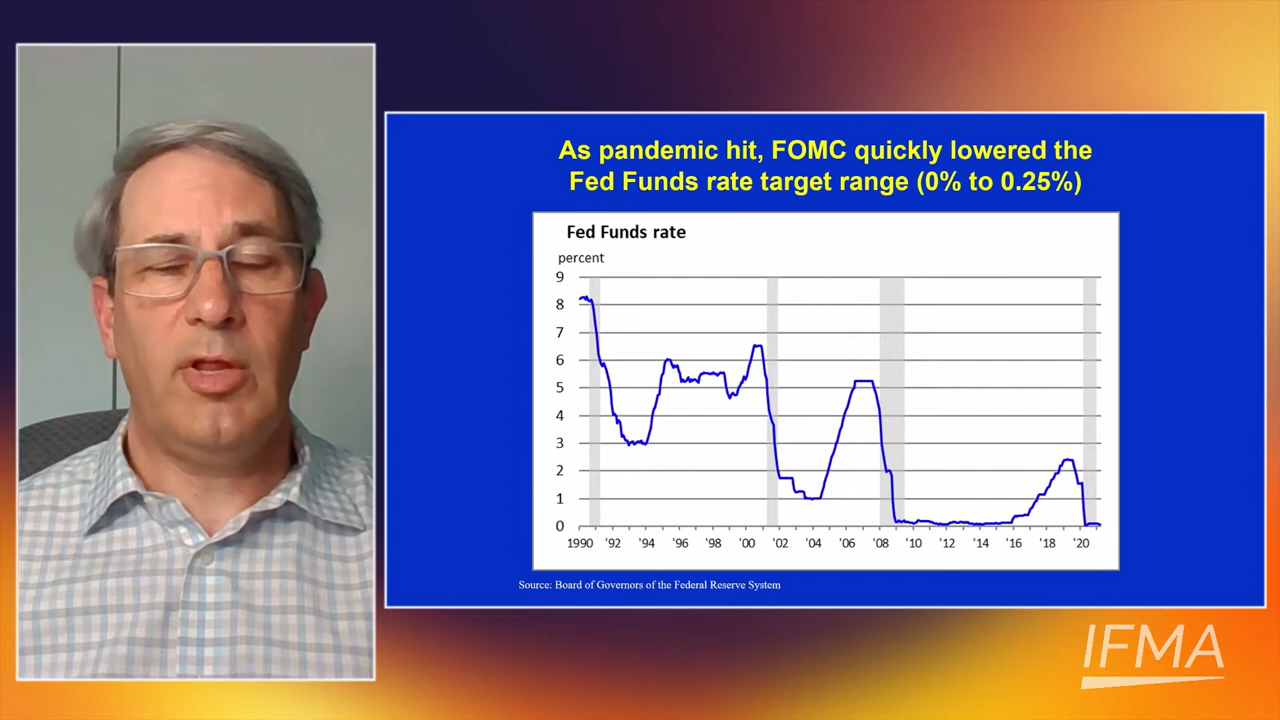 As pandemic hit, FOMC quickly lowered the
Fed Funds rate target range (0% to 0.25%)
Fed Funds rate
percent
9
8
7
6
5
4
3
2
1
0
1990 '92 '94 '96 '98 '00 '02 '04 '06 '08 '10 '12 '14 '16 '18 '20
Source: Board of Governors of the Federal Reserve System
IFMA